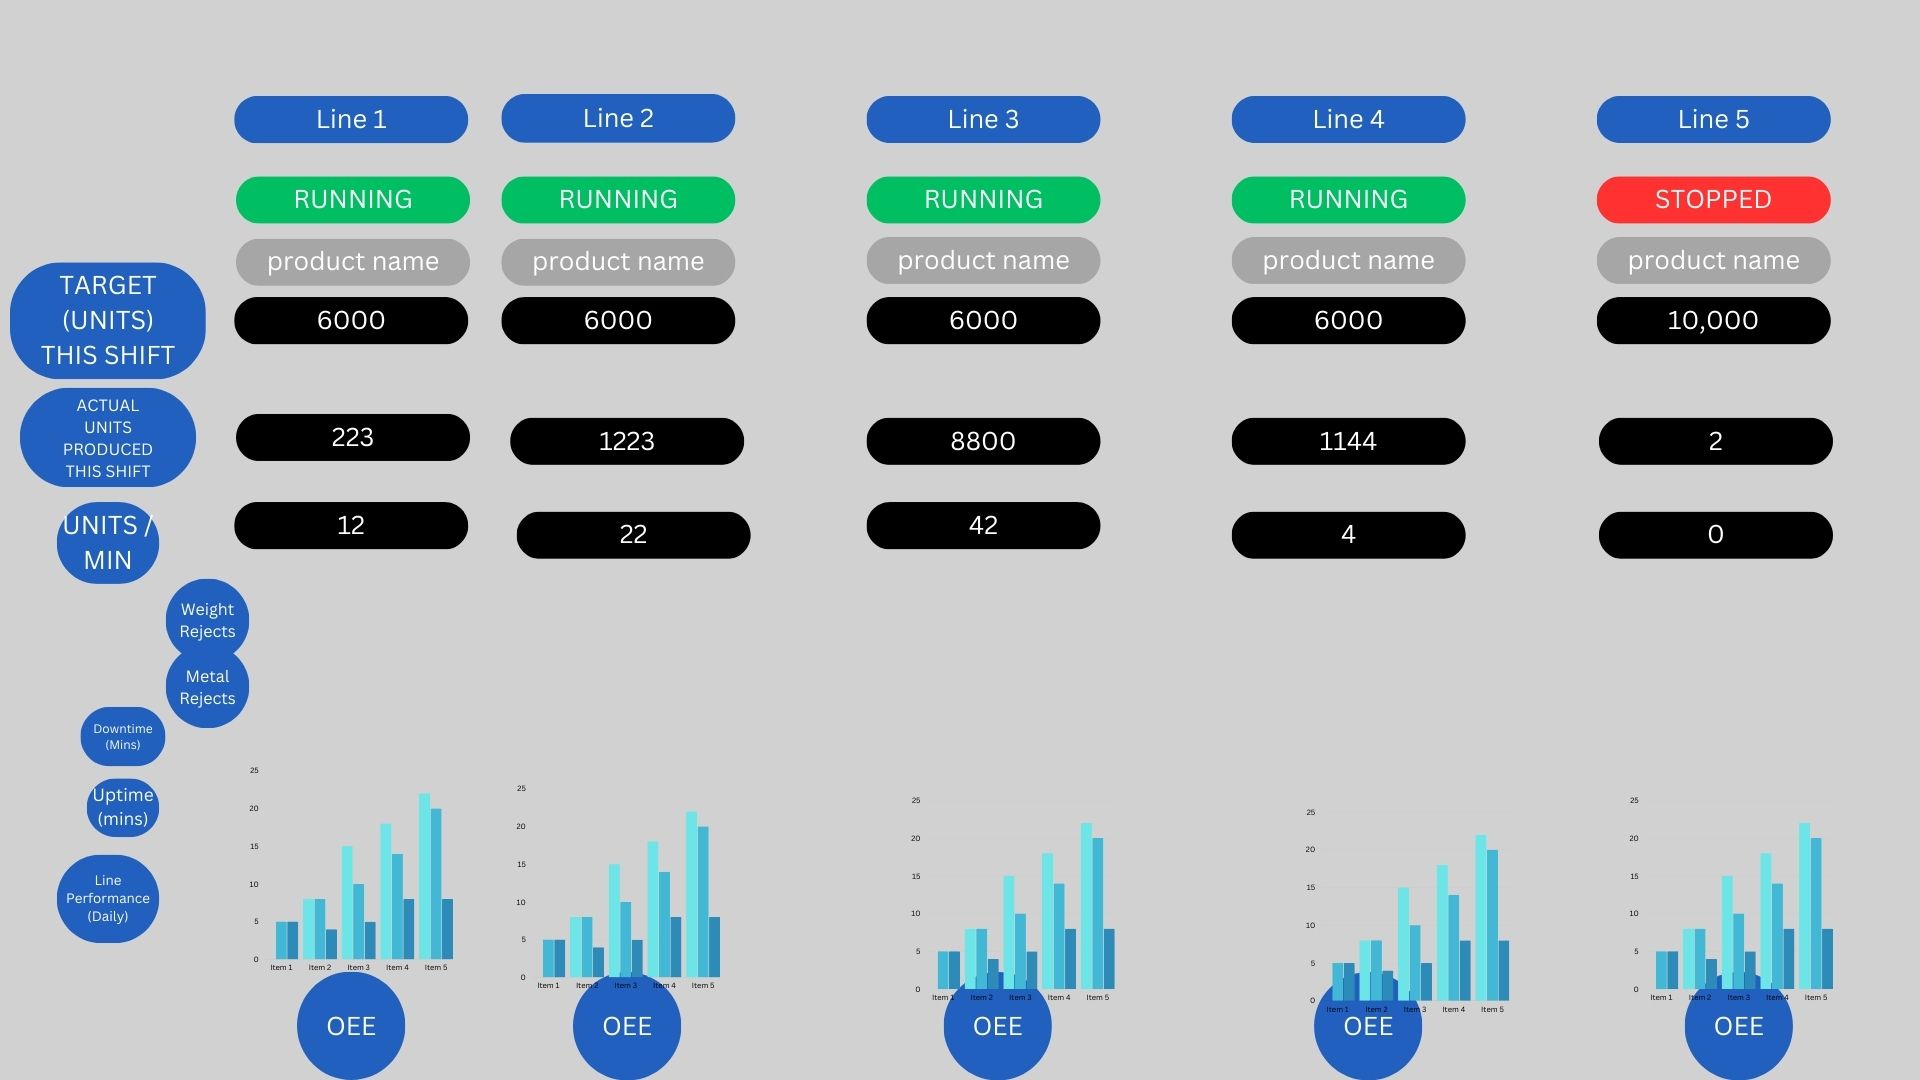 Line 1
Line 2
Line 3
Line 4
Line 5
RUNNING
RUNNING
RUNNING
RUNNING
STOPPED
product name
product name
product name
product name
product name
TARGET
(UNITS)
THIS SHIFT
6000
6000
6000
6000
10,000
ACTUAL
UNITS
PRODUCED
THIS SHIFT
223
1223
8800
1144
2
UNITS /
MIN
12
22
42
4
0
Weight
Rejects
Metal
Rejects
Downtime
(Mins)
Uptime
(mins)
Line
Performance
(Daily)
25
20
15
10
5
0
Item 1 Item 2 Item 3 Item 4 Item 5
25
20
15
10
5
0
Item 1 Item 2 Item 3 Item 4 Item 5
25
20
15
10
5
0
Item 1 Item 2 Item 3 Item 4 Item 5
25
20
15
10
5
0
Item 1 Item 2 Item 3 Item 4 Item 5
25
20
15
10
5
0
Item 1 Item 2 Item 3 Item 4 Item 5
OEE
OEE
OEE
OEE
OEE